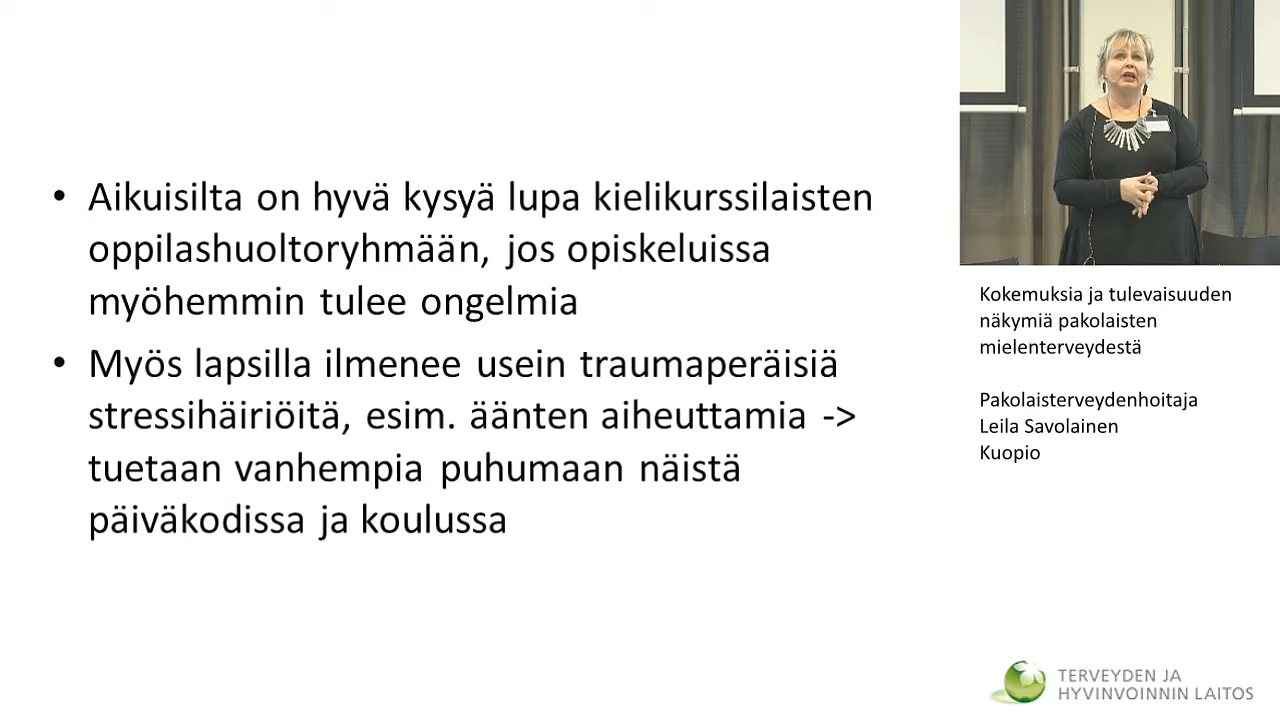 • Aikuisilta on hyvä kysyä lupa kielikurssilaisten
oppilashuoltoryhmään, jos opiskeluissa
myöhemmin tulee ongelmia
• Myös lapsilla ilmenee usein traumaperäisiä
stressihäiriöitä, esim. äänten aiheuttamia ->
tuetaan vanhempia puhumaan näistä
päiväkodissa ja koulussa
Kokemuksia ja tulevaisuuden
näkymiä pakolaisten
mielenterveydestä
Pakolaisterveydenhoitaja
Leila Savolainen
Kuopio
TERVEYDEN JA
HYVINVOINNIN LAITOS